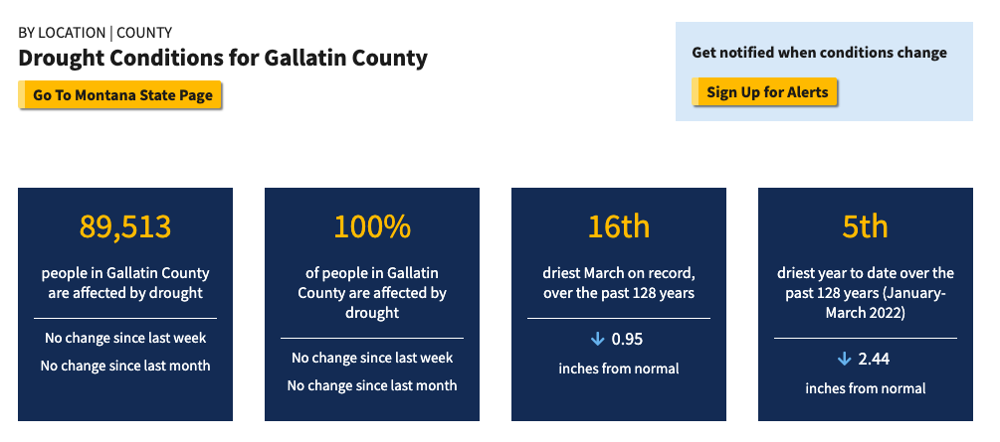 BY LOCATION | COUNTY
Drought Conditions for Gallatin County
Go To Montana State Page
Get notified when conditions change
Sign Up for Alerts
89,513
people in Gallatin County
are affected by drought
No change since last week
No change since last month
100%
of people in Gallatin
County are affected by
drought
No change since last week
No change since last month
16th
driest March on record,
over the past 128 years
↓ 0.95
inches from normal
5th
driest year to date over the
past 128 years (January-
March 2022)
↓ 2.44
inches from normal